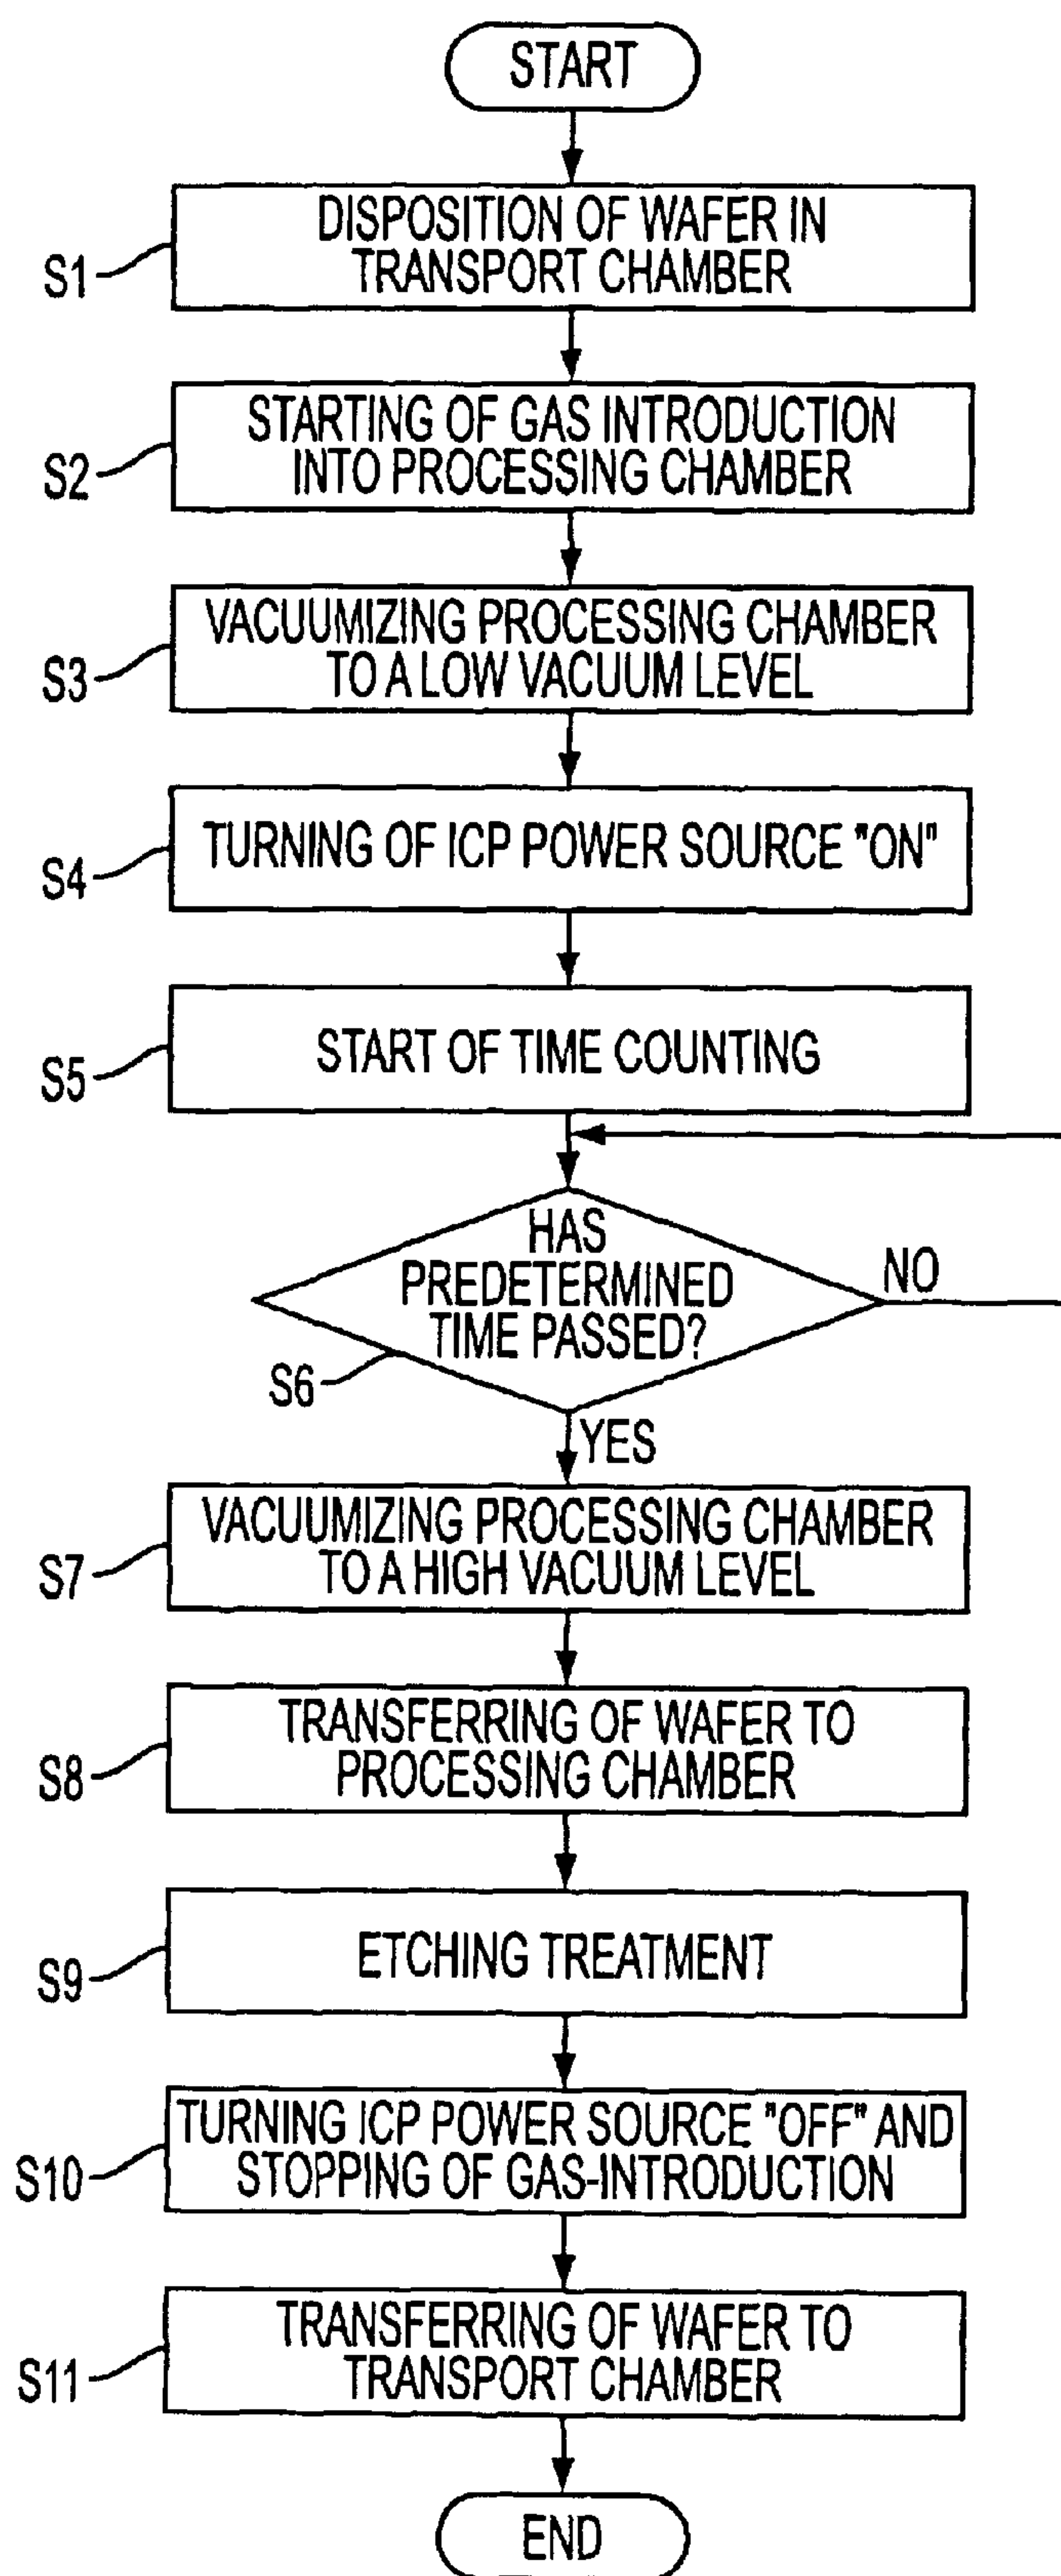 START
S1
DISPOSITION OF WAFER IN
TRANSPORT CHAMBER
S2
STARTING OF GAS INTRODUCTION
INTO PROCESSING CHAMBER
S3
VACUUMIZING PROCESSING CHAMBER
TO A LOW VACUUM LEVEL
S4
TURNING OF ICP POWER SOURCE "ON"
S5
START OF TIME COUNTING
HAS
PREDETERMINED
TIME PASSED?
NO
S6
YES
S7
VACUUMIZING PROCESSING CHAMBER
TO A HIGH VACUUM LEVEL
S8
TRANSFERRING OF WAFER TO
PROCESSING CHAMBER
S9
ETCHING TREATMENT
S10
TURNING ICP POWER SOURCE "OFF" AND
STOPPING OF GAS-INTRODUCTION
S11
TRANSFERRING OF WAFER TO
TRANSPORT CHAMBER
END